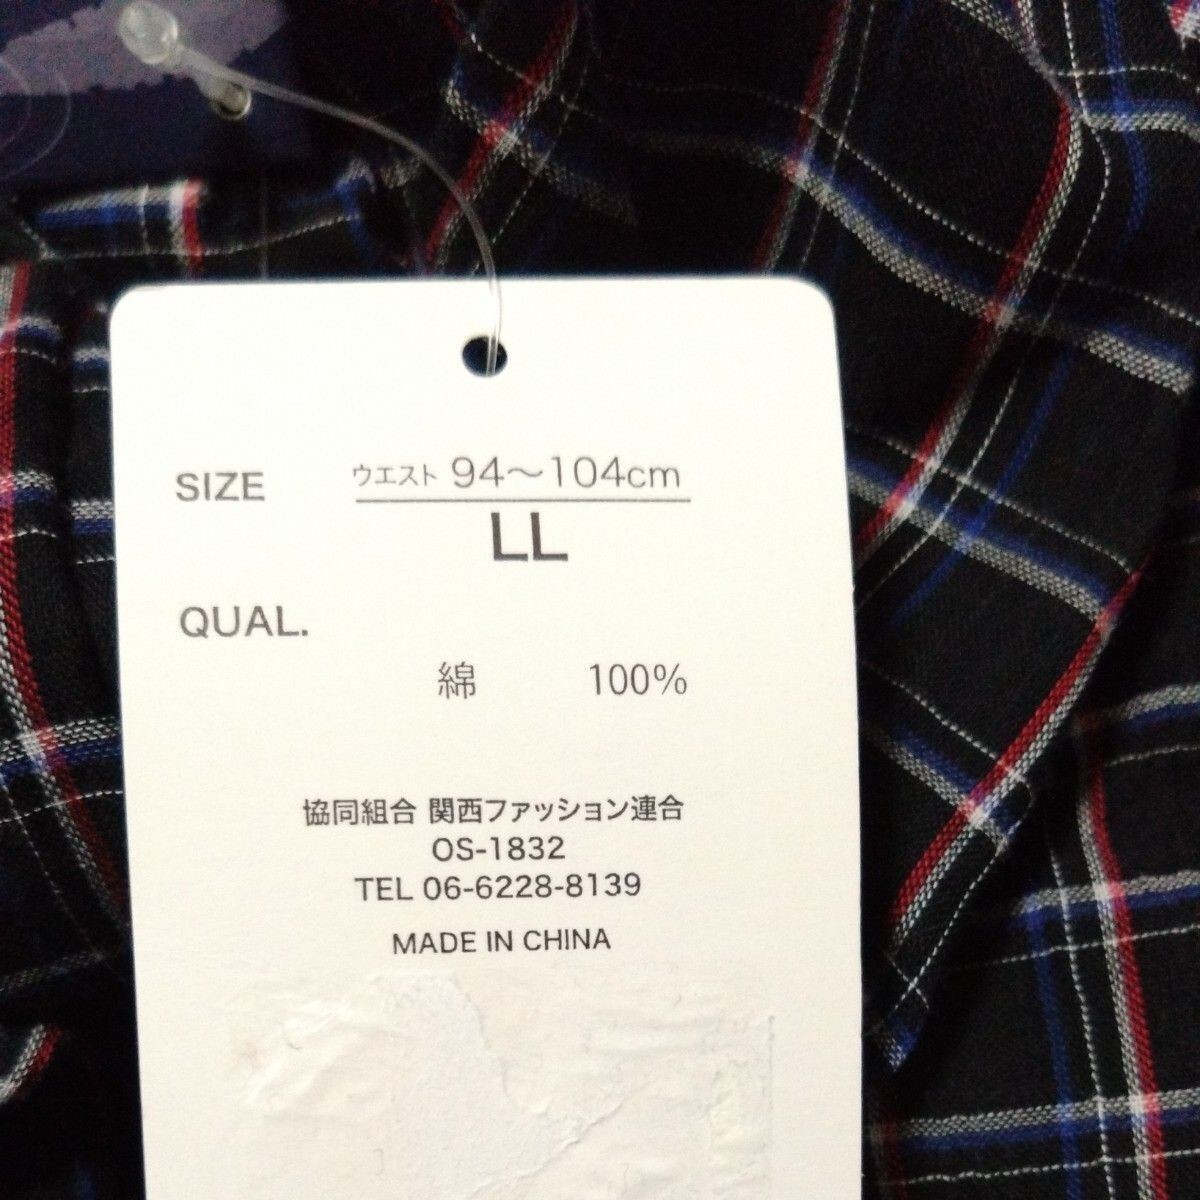 SIZE ウエスト 94〜104cm
LL
QUAL.
綿 100%
協同組合 関西ファッション連合
OS-1832
TEL 06-6228-8139
MADE IN CHINA